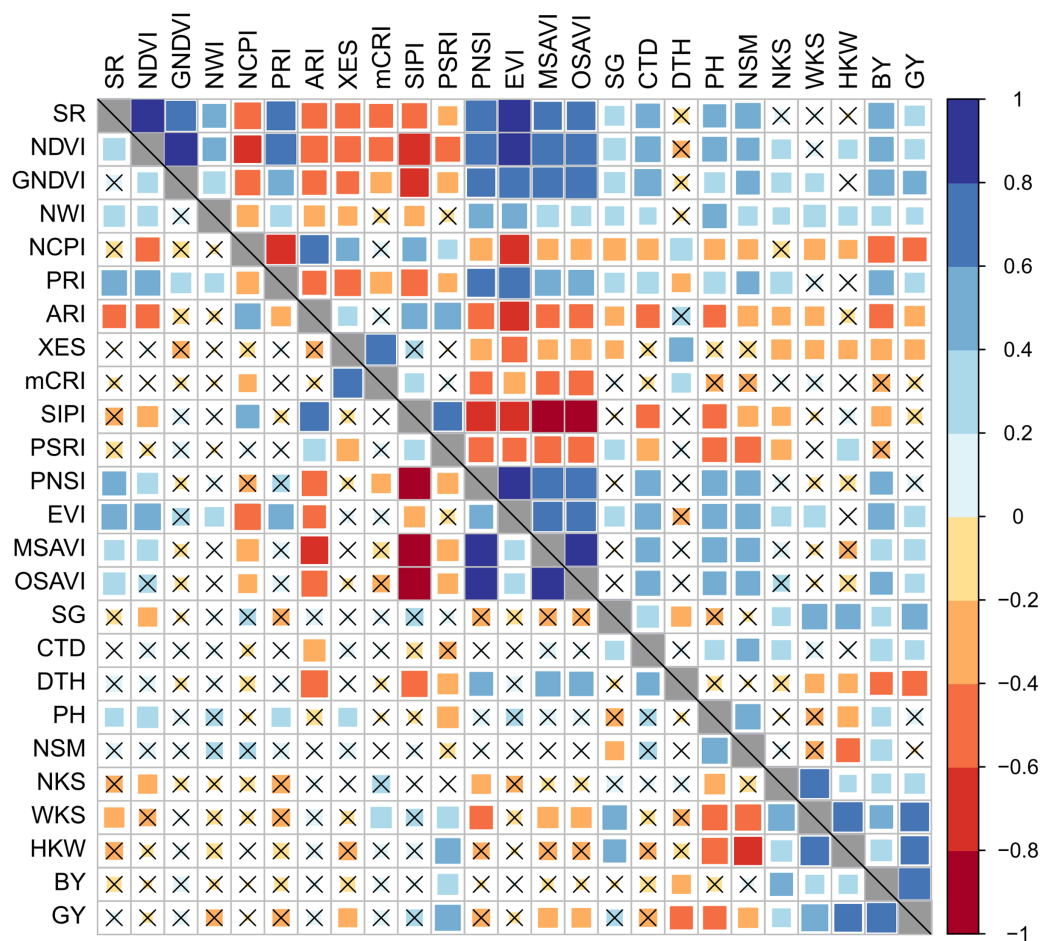 SR NDVI GNDVI NWI NCPI PRI ARI XES mCRI SIPI PSRI PNSI EVI MSAVI OSAVI SG CTD DTH PH NSM NKS WKS HKW BY GY
SR
NDVI
GNDVI
NWI
NCPI
PRI
ARI
XES
mCRI
SIPI
PSRI
PNSI
EVI
MSAVI
OSAVI
SG
CTD
DTH
PH
NSM
NKS
WKS
HKW
BY
GY
1
0.8
0.6
0.4
0.2
0
−0.2
−0.4
−0.6
−0.8
−1